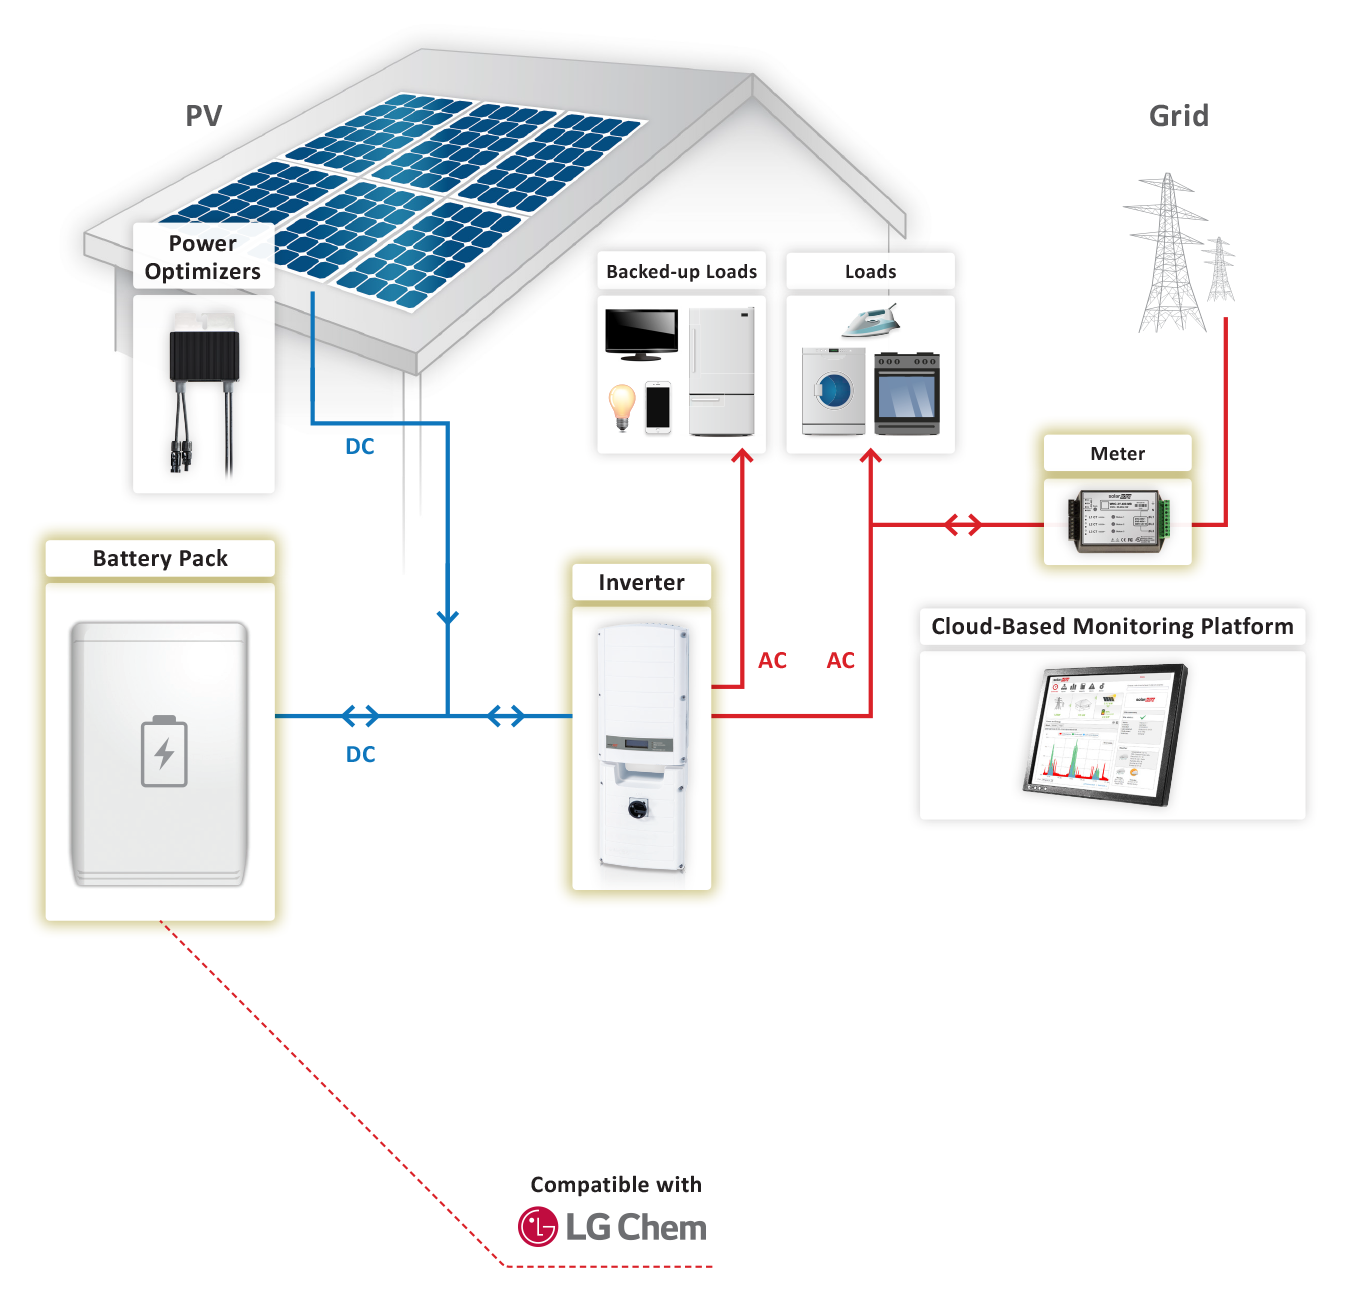 PV
Grid
Power
Optimizers
Backed-up Loads
Loads
DC
Meter
solaredge
Battery Pack
Inverter
Cloud-Based Monitoring Platform
AC
AC
DC
Compatible with
LG Chem